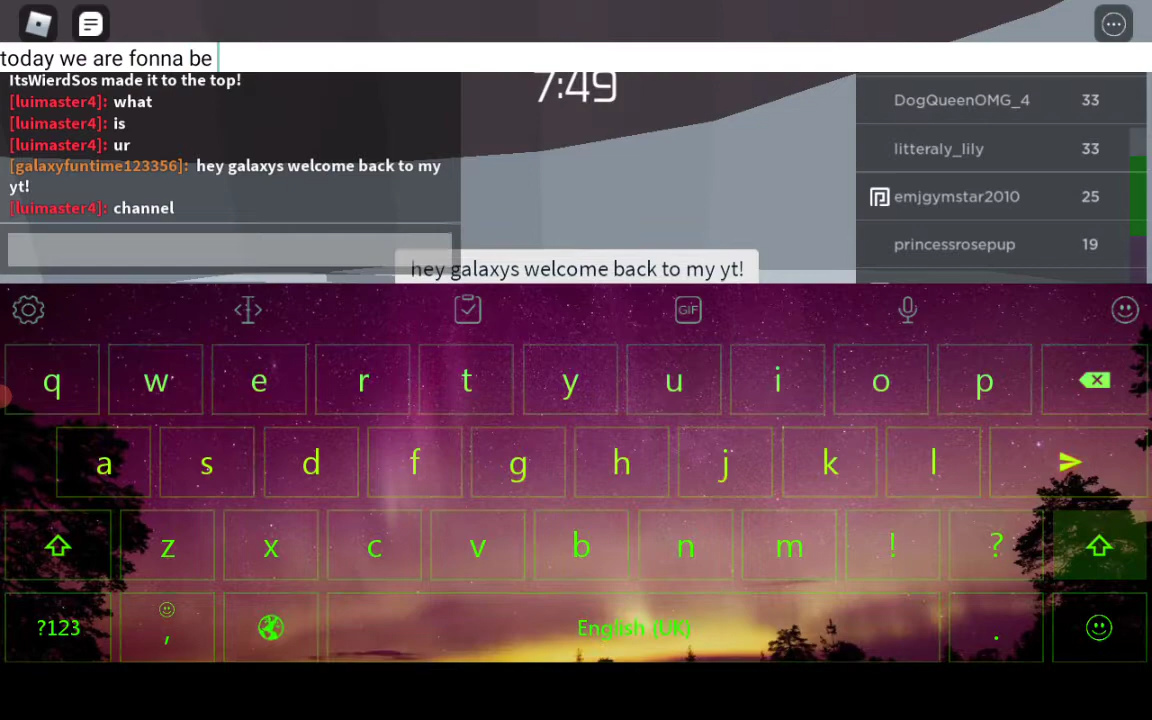 today we are fonna be
ItsWierdSos made it to the top!
[luimaster4]: what
[luimaster4]: is
[luimaster4]: ur
[galaxyfuntime123356]: hey galaxys welcome back to my
yt!
[luimaster4]: channel
7:49
DogQueenOMG_4 33
litteraly_lily 33
emjgymstar2010 25
princessrosepup 19
hey galaxys welcome back to my yt!
GIF
q w e r t y u i o p
a s d f g h j k l
z x c v b n m ! ?
?123 , English (UK) .